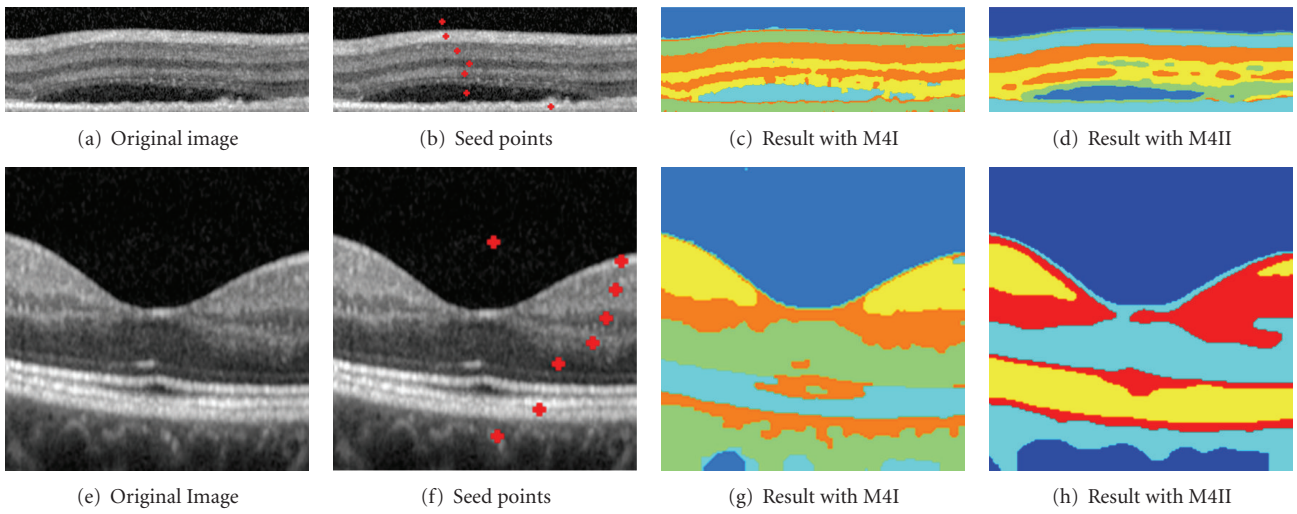 (a) Original image
(b) Seed points
(c) Result with M4I
(d) Result with M4II
(e) Original Image
(f) Seed points
(g) Result with M4I
(h) Result with M4II